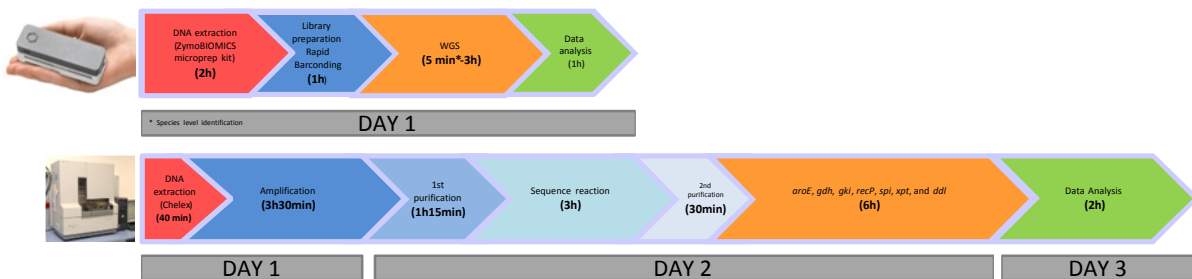 DNA extraction
(ZymoBIOMICS
microprep kit)
(2h)
Library
preparation
Rapid
Barconding
(1h)
WGS
(5 min*-3h)
Data
analysis
(1h)
* Species level identification
DAY 1
DNA
extraction
(Chelex)
(40 min)
Amplification
(3h30min)
1st
purification
(1h15min)
Sequence reaction
(3h)
2nd
purification
(30min)
aroE, gdh, gki, recP, spi, xpt, and ddl
(6h)
Data Analysis
(2h)
DAY 1
DAY 2
DAY 3